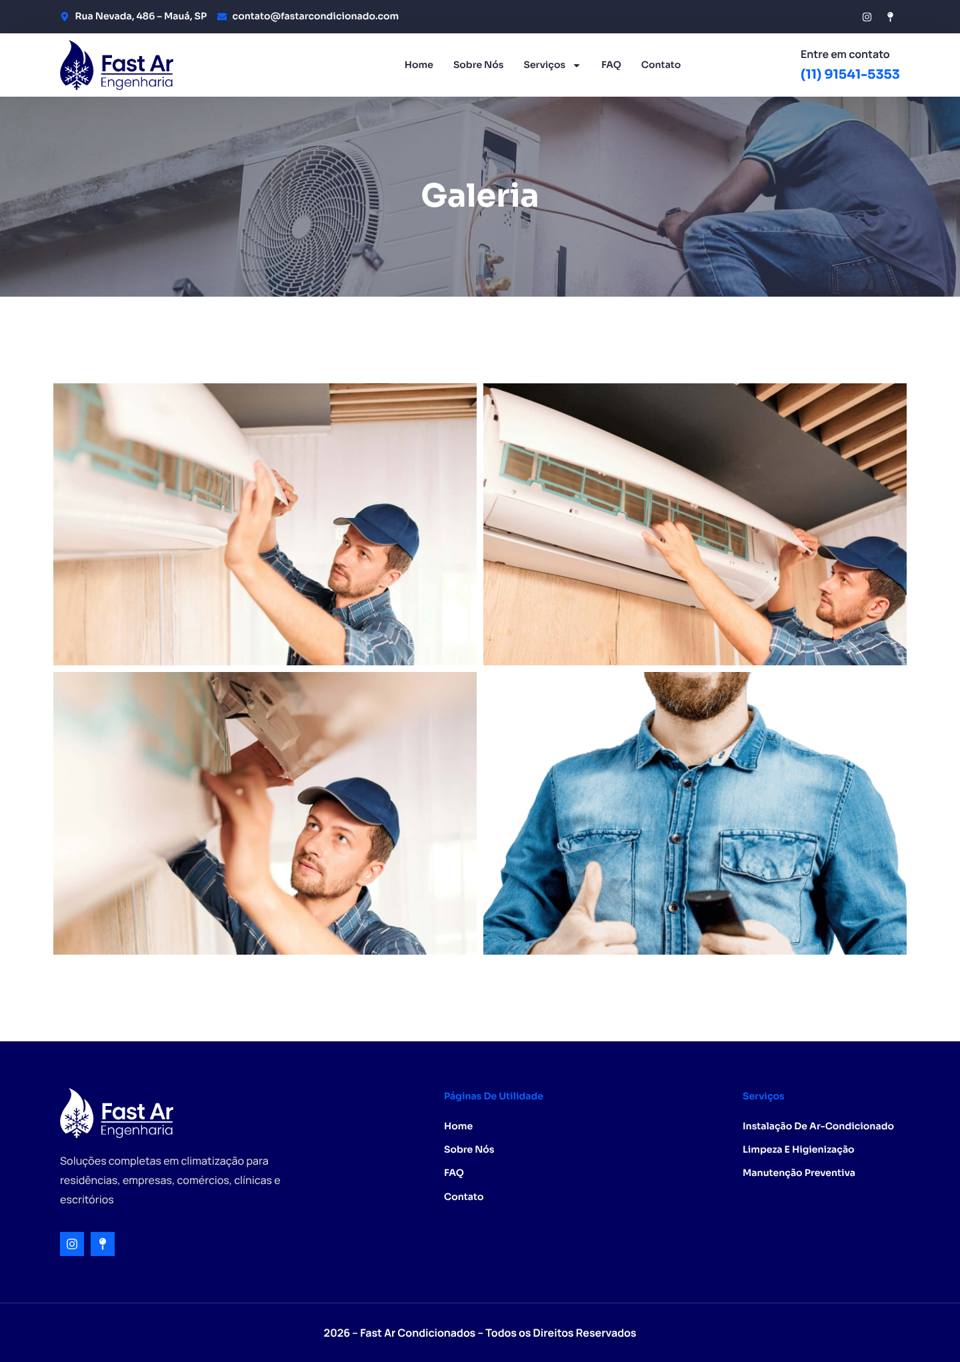 Rua Nevada, 486 – Mauá, SP
contato@fastarcondicionado.com
Fast Ar
Engenharia
Home
Sobre Nós
Serviços
FAQ
Contato
Entre em contato
(11) 91541-5353
Galeria
Fast Ar
Engenharia
Soluções completas em climatização para
residências, empresas, comércios, clínicas e
escritórios
Páginas De Utilidade
Home
Sobre Nós
FAQ
Contato
Serviços
Instalação De Ar-Condicionado
Limpeza E Higienização
Manutenção Preventiva
2026 – Fast Ar Condicionados – Todos os Direitos Reservados